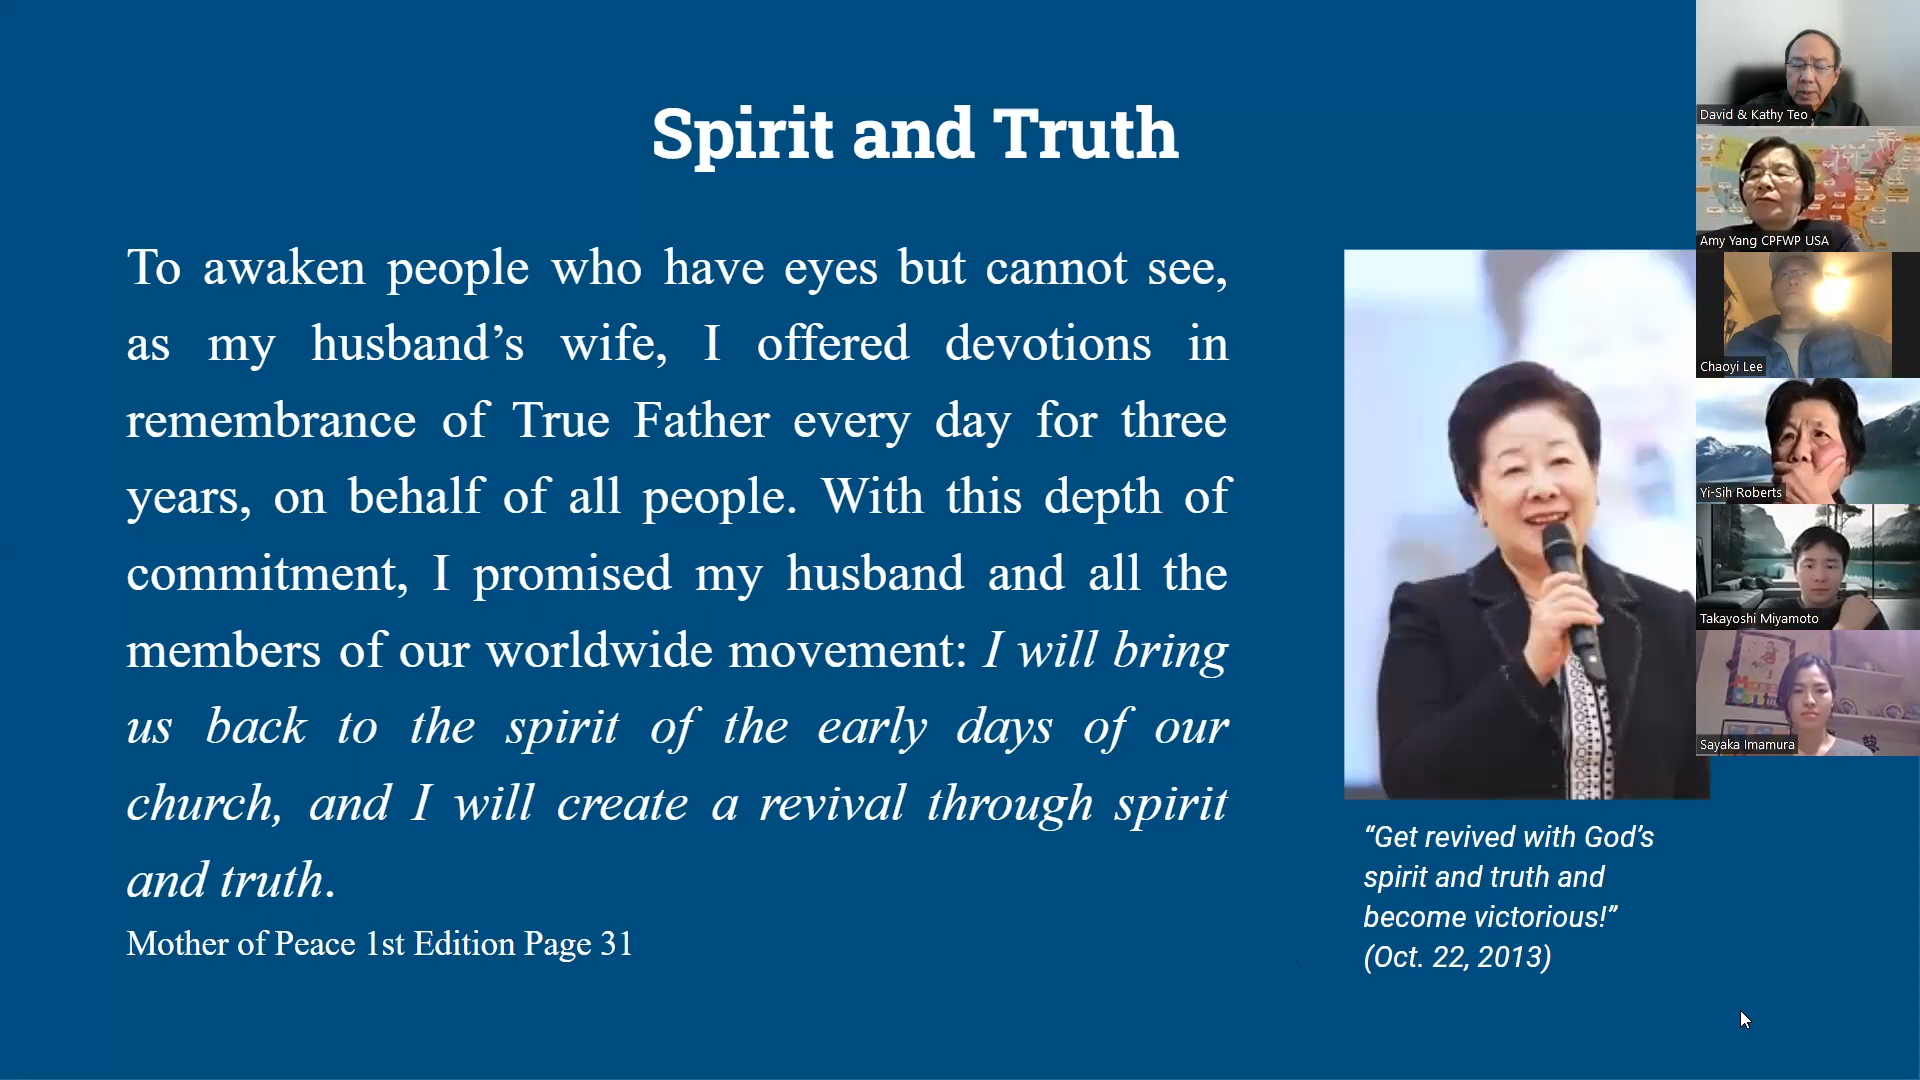 Spirit and Truth
To awaken people who have eyes but cannot see,
as my husband’s wife, I offered devotions in
remembrance of True Father every day for three
years, on behalf of all people. With this depth of
commitment, I promised my husband and all the
members of our worldwide movement: I will bring
us back to the spirit of the early days of our
church, and I will create a revival through spirit
and truth.
Mother of Peace 1st Edition Page 31
“Get revived with God’s
spirit and truth and
become victorious!”
(Oct. 22, 2013)
David & Kathy Teo
Amy Yang CPFWP USA
Chaoyi Lee
Yi-Sih Roberts
Takayoshi Miyamoto
Sayaka Imamura